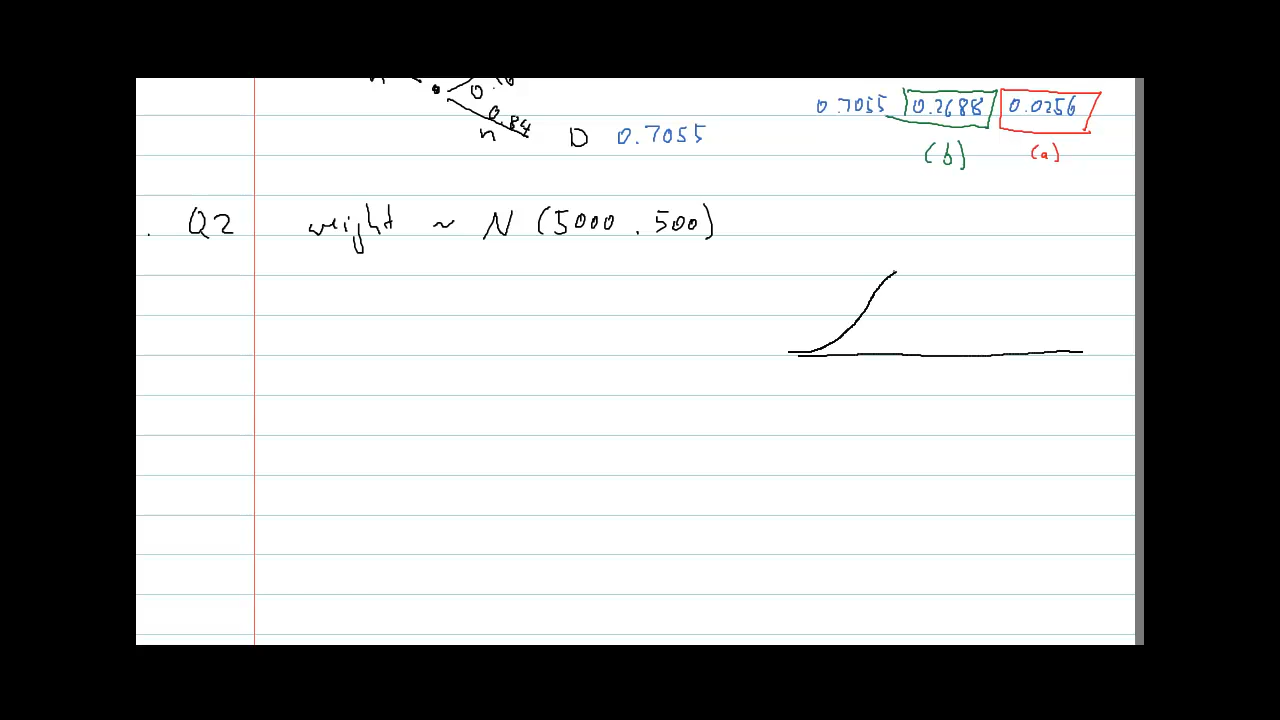 0.16
0.84
n D 0.7055
0.7055 0.2688 0.0256
(b) (a)
. Q2 weight ~ N (5000 . 500)